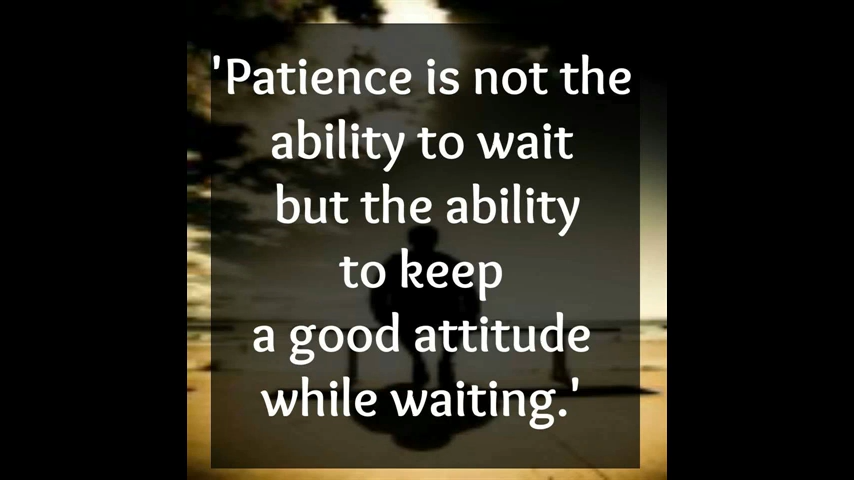 'Patience is not the
ability to wait
but the ability
to keep
a good attitude
while waiting.'